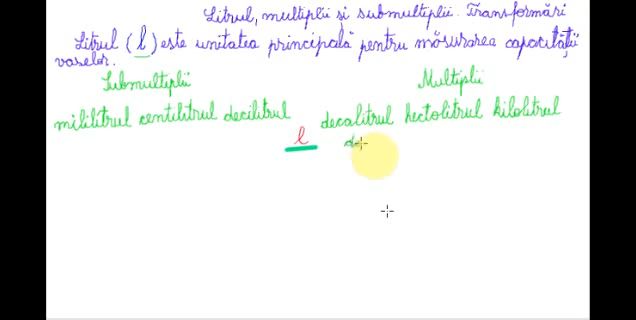 Litrul, multiplii și submultiplii. Transformări
Litrul (l) este unitatea principală pentru măsurarea capacității
vaselor.
Submultiplii Multiplii
mililitrul centilitrul decilitrul decalitrul hectolitrul kilolitrul
l da